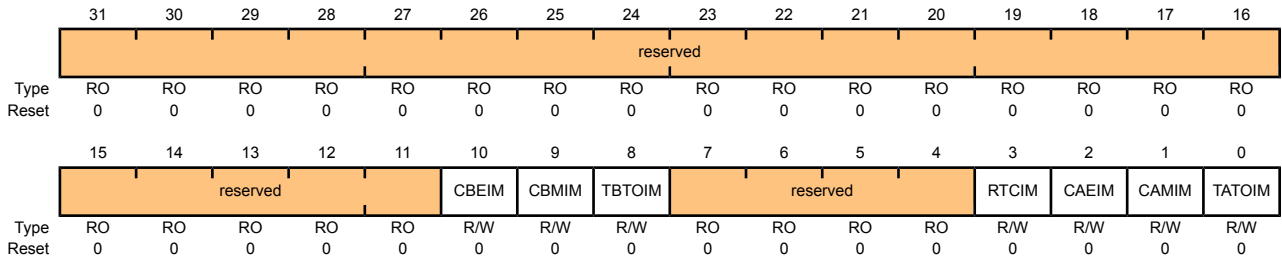 31 30 29 28 27 26 25 24 23 22 21 20 19 18 17 16
reserved
Type RO RO RO RO RO RO RO RO RO RO RO RO RO RO RO RO
Reset 0 0 0 0 0 0 0 0 0 0 0 0 0 0 0 0
15 14 13 12 11 10 9 8 7 6 5 4 3 2 1 0
reserved CBEIM CBMIM TBTOIM reserved RTCIM CAEIM CAMIM TATOIM
Type RO RO RO RO RO R/W R/W R/W RO RO RO RO R/W R/W R/W R/W
Reset 0 0 0 0 0 0 0 0 0 0 0 0 0 0 0 0